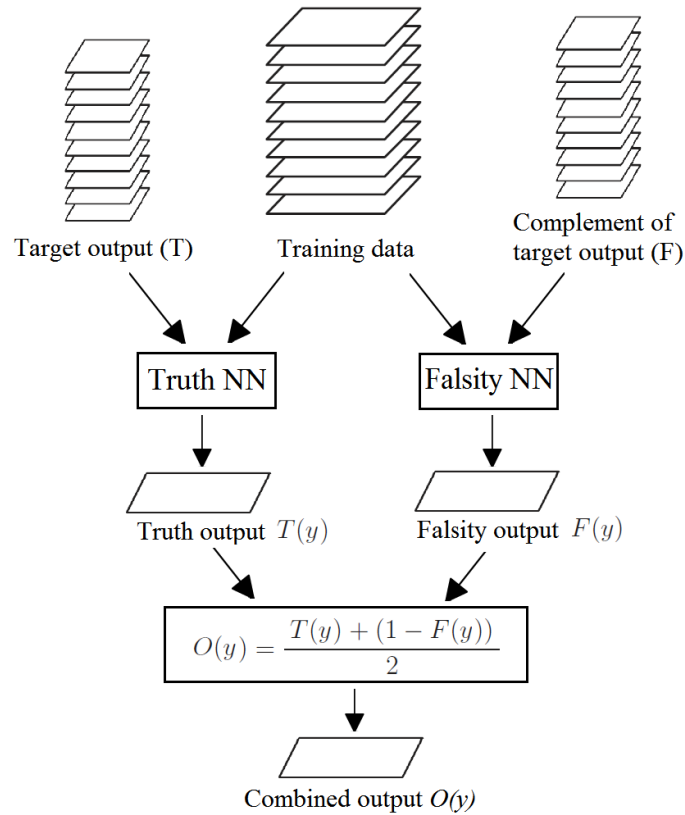 Target output (T)
Training data
Complement of
target output (F)
Truth NN
Falsity NN
Truth output T(y)
Falsity output F(y)
O(y) = \frac{T(y) + (1 - F(y))}{2}
Combined output O(y)